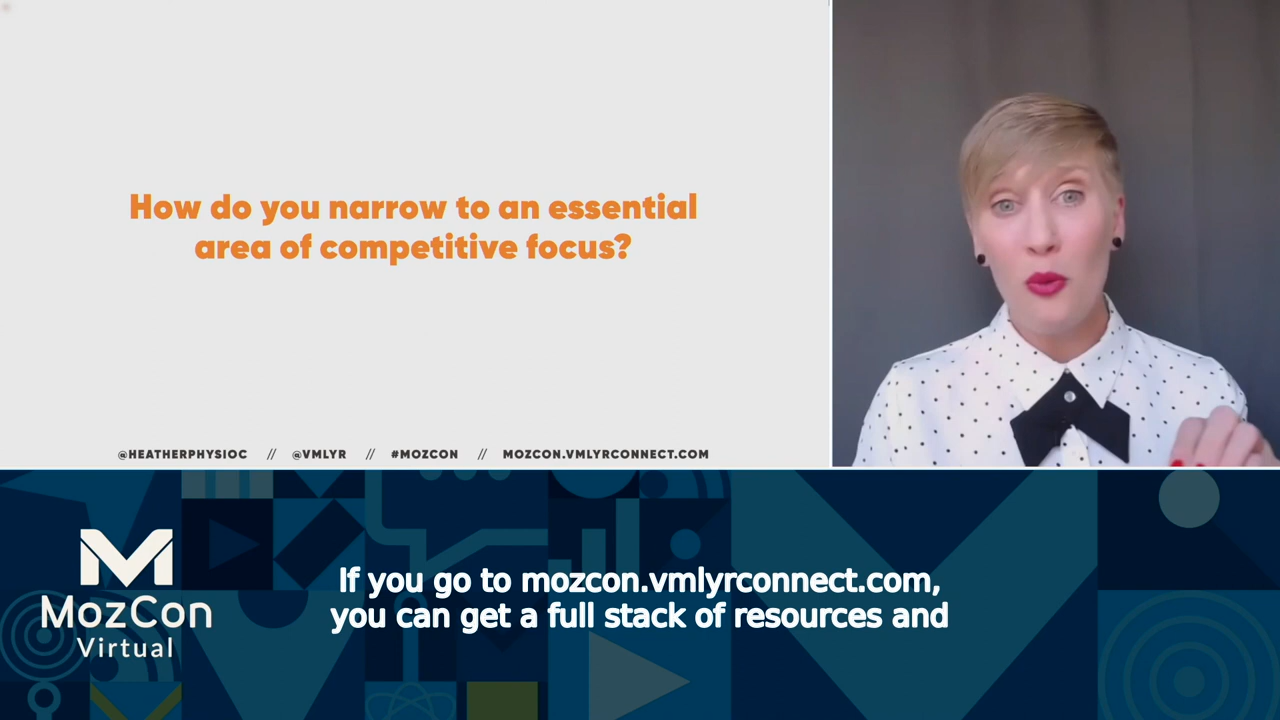 How do you narrow to an essential
area of competitive focus?
@HEATHERPHYSIOC // @VMLYR // #MOZCON // MOZCON.VMLYRCONNECT.COM
M
MozCon
Virtual
If you go to mozcon.vmlyrconnect.com,
you can get a full stack of resources and